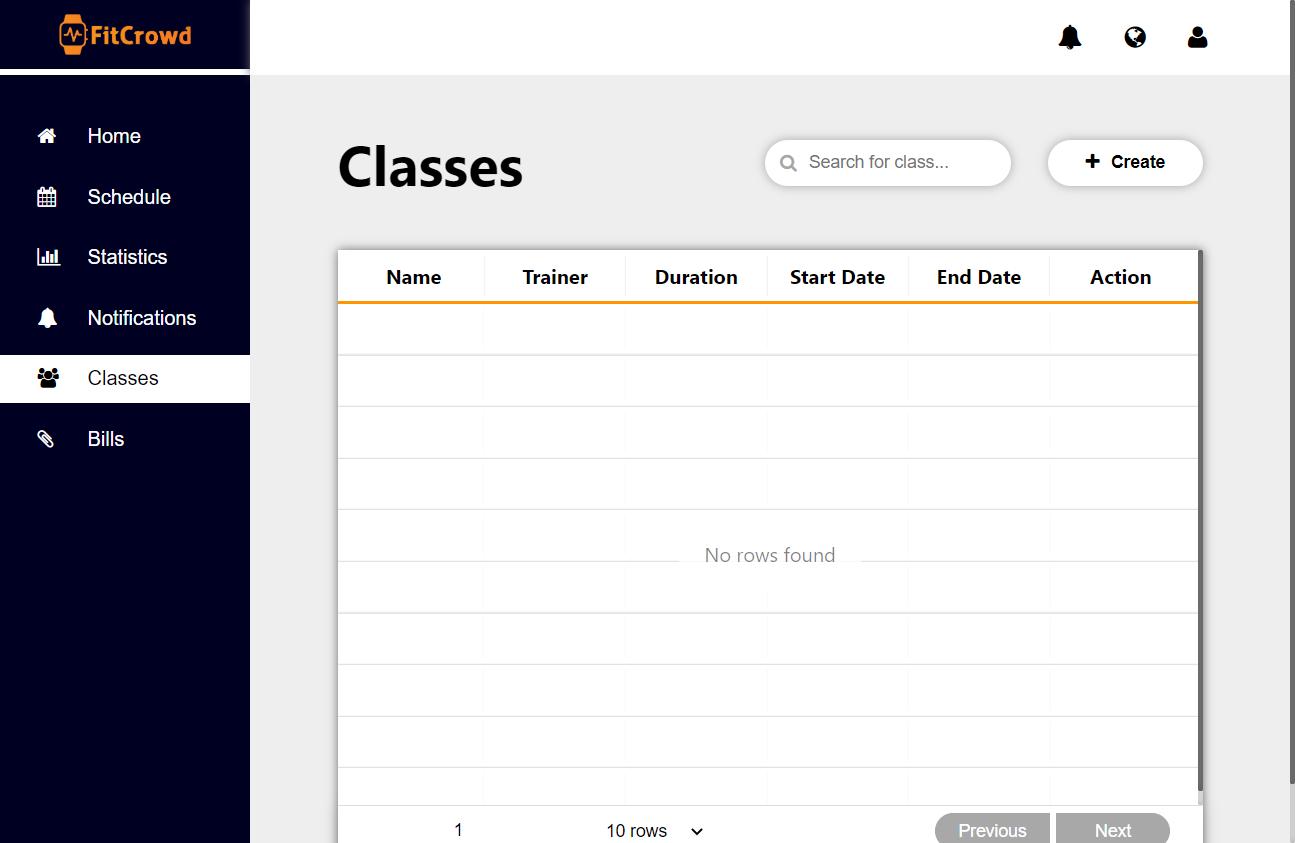 FitCrowd
Home
Schedule
Statistics
Notifications
Classes
Bills
Classes
Search for class...
Create
Name Trainer Duration Start Date End Date Action
No rows found
1 10 rows Previous Next